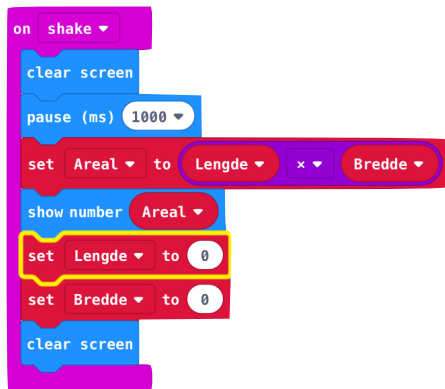 on shake
clear screen
pause (ms) 1000
set Areal to Lengde × Bredde
show number Areal
set Lengde to 0
set Bredde to 0
clear screen